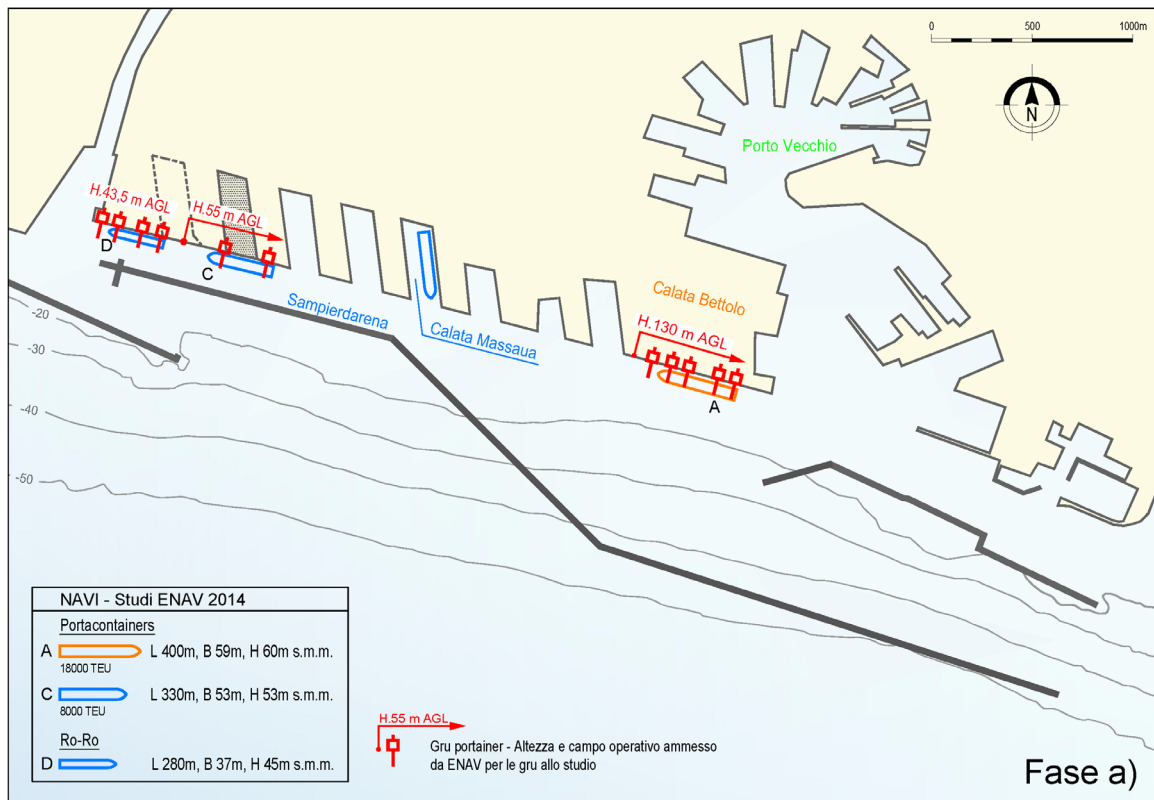 0 500 1000m
N
Porto Vecchio
H.43,5 m AGL
H.55 m AGL
D
C
Sampierdarena
Calata Massaua
Calata Bettolo
H.130 m AGL
A
-20
-30
-40
-50
NAVI - Studi ENAV 2014
Portacontainers
A L 400m, B 59m, H 60m s.m.m.
18000 TEU
C L 330m, B 53m, H 53m s.m.m.
8000 TEU
Ro-Ro
D L 280m, B 37m, H 45m s.m.m.
H.55 m AGL
Gru portainer - Altezza e campo operativo ammesso
da ENAV per le gru allo studio
Fase a)